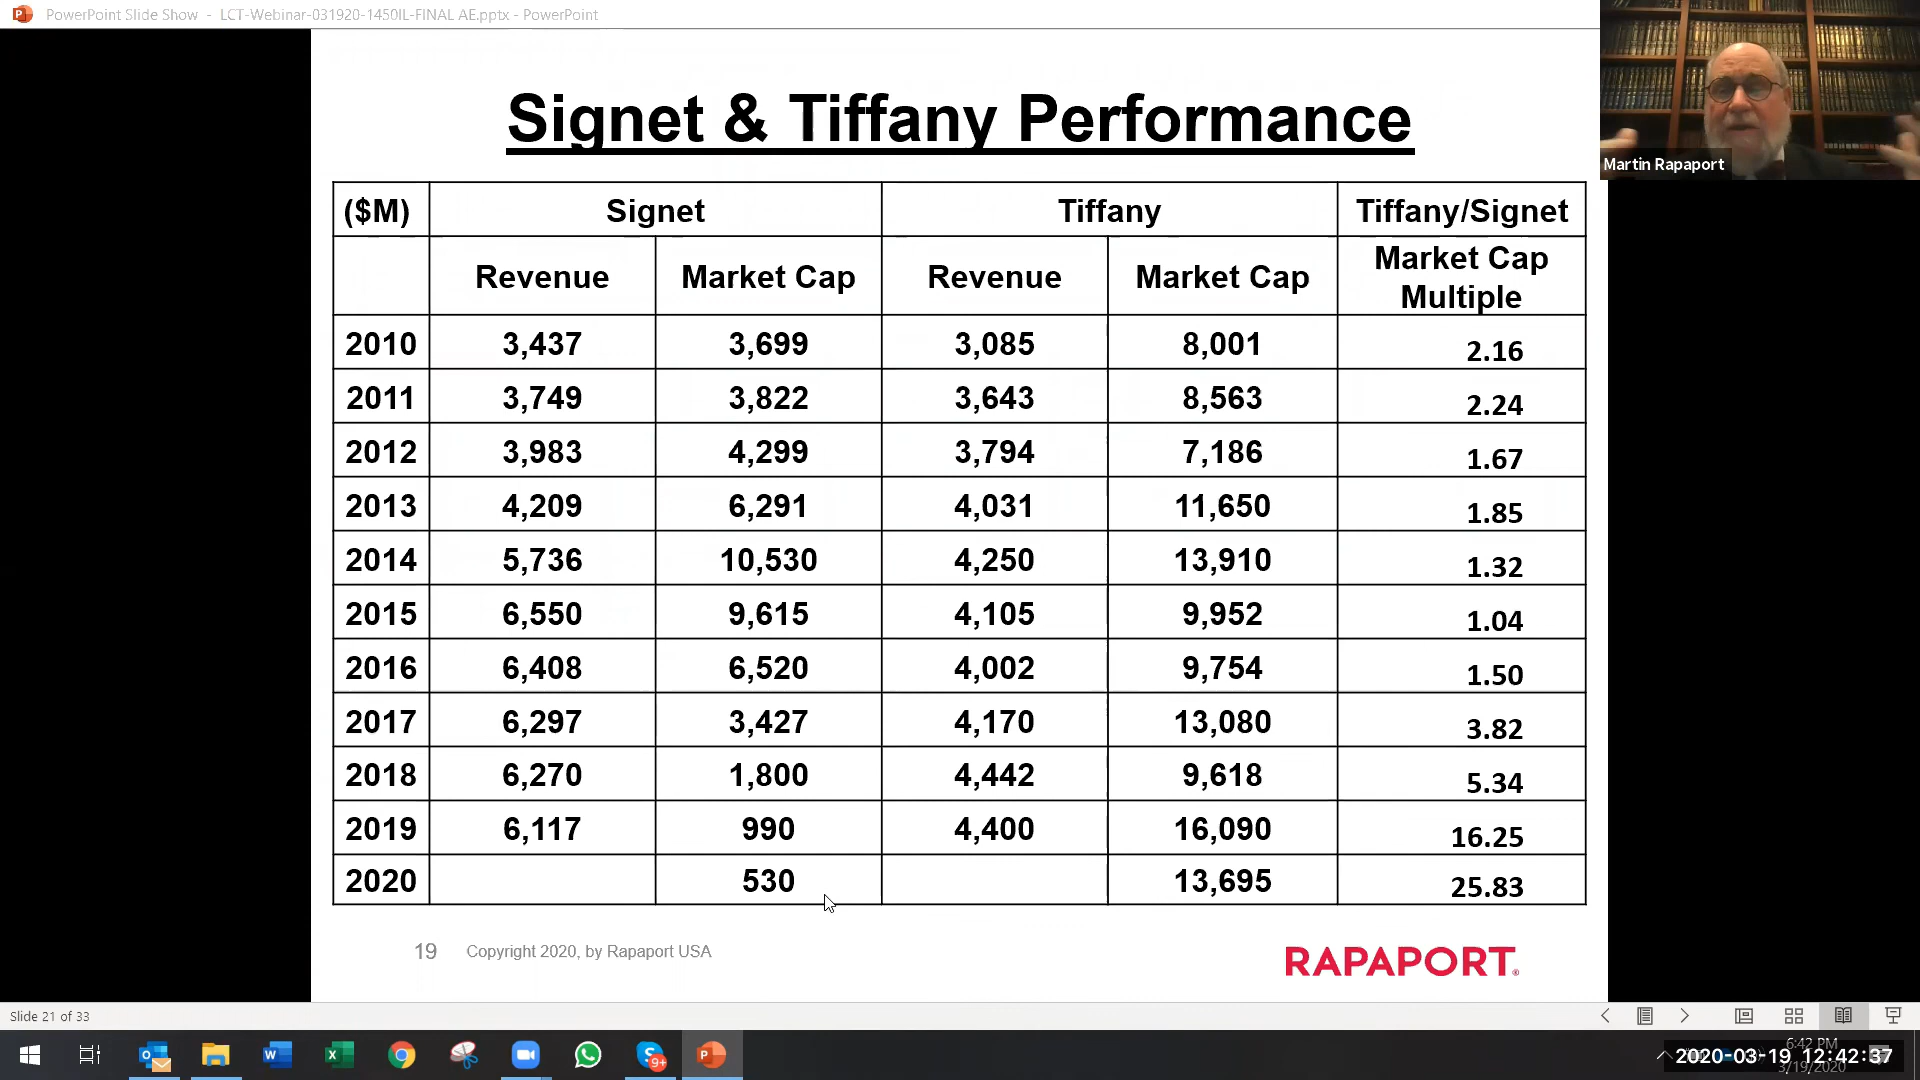 PowerPoint Slide Show - LCT-Webinar-031920-1450IL-FINAL AE.pptx - PowerPoint
Martin Rapaport
Signet & Tiffany Performance
($M) Signet Tiffany Tiffany/Signet
Revenue Market Cap Revenue Market Cap Market Cap Multiple
2010 3,437 3,699 3,085 8,001 2.16
2011 3,749 3,822 3,643 8,563 2.24
2012 3,983 4,299 3,794 7,186 1.67
2013 4,209 6,291 4,031 11,650 1.85
2014 5,736 10,530 4,250 13,910 1.32
2015 6,550 9,615 4,105 9,952 1.04
2016 6,408 6,520 4,002 9,754 1.50
2017 6,297 3,427 4,170 13,080 3.82
2018 6,270 1,800 4,442 9,618 5.34
2019 6,117 990 4,400 16,090 16.25
2020 530 13,695 25.83
19 Copyright 2020, by Rapaport USA
RAPAPORT®
Slide 21 of 33
9+
6:42 PM
2020-03-19 12:42:37
3/19/2020